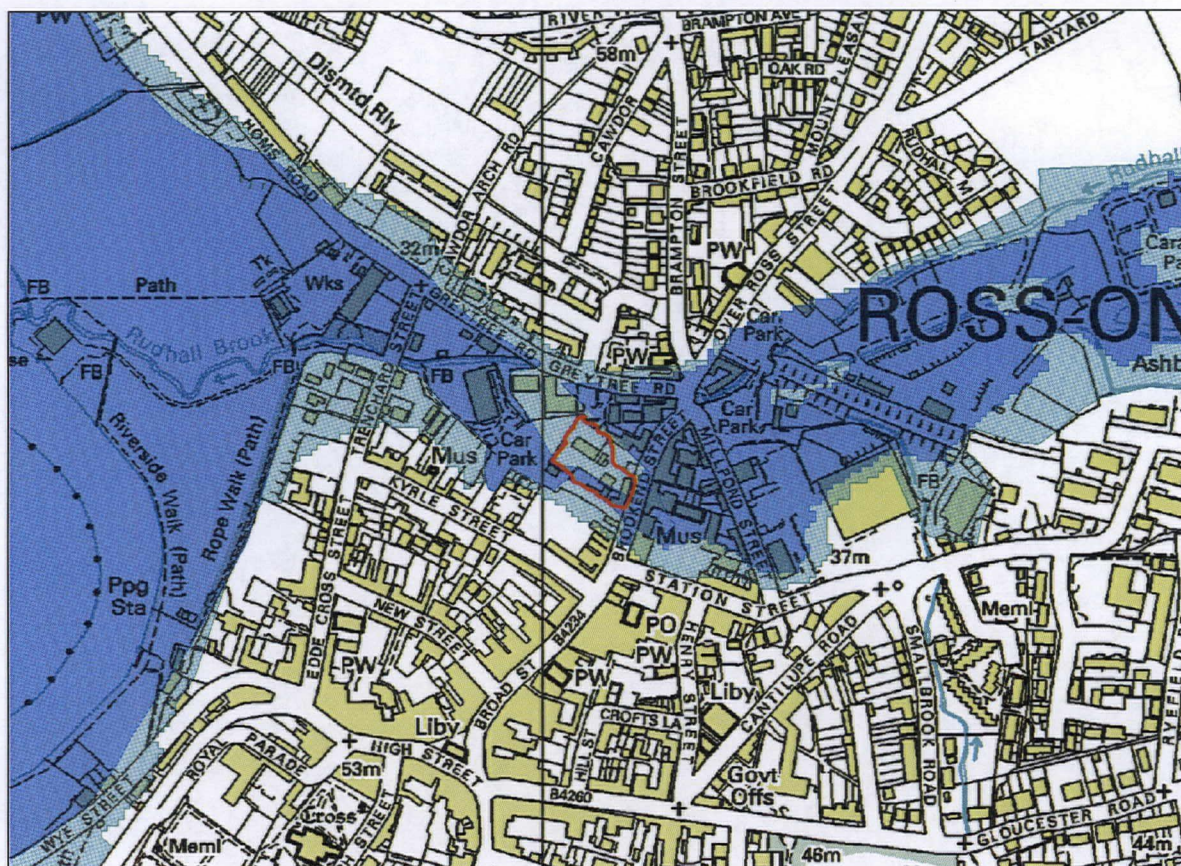 PW
RIVER
BRAMPTON AVE
58m
OAK RD
MOUNT PLEASANT
TANYARD
Dismtd Rly
HOMS ROAD
CAWDOR ARCH RD
CAWDOR
BRAMPTON STREET
BROOKFIELD RD
RUDHALL M
Rudhall
32m
PW
OVER ROSS STREET
FB
Path
Tk
Wks
Car Park
Cara
Pa
ROSS-ON
Rudhall Brook
FB
FB
FB
GREYTREE RD
PW
GREYTREE RD
Ashb
se
Riverside Walk (Path)
Rope Walk (Path)
TRENCHARD STREET
Mus
Car Park
Car Park
BROOKEND STREET
MILLPOND STREET
FB
KYRLE STREET
Mus
37m
Ppg
Sta
EDDE CROSS STREET
NEW STREET
STATION STREET
B4234
PO
PW
HENRY STREET
Meml
PW
BROAD ST
PW
Liby
CANTILUPE ROAD
SMALLBROOK ROAD
RYEFIELD
Liby
CROFTS LA
HILL ST
ROYAL PARADE
HIGH STREET
53m
Govt
Offs
WYE STREET
B4260
Cross
Meml
GLOUCESTER ROAD
46m
44m